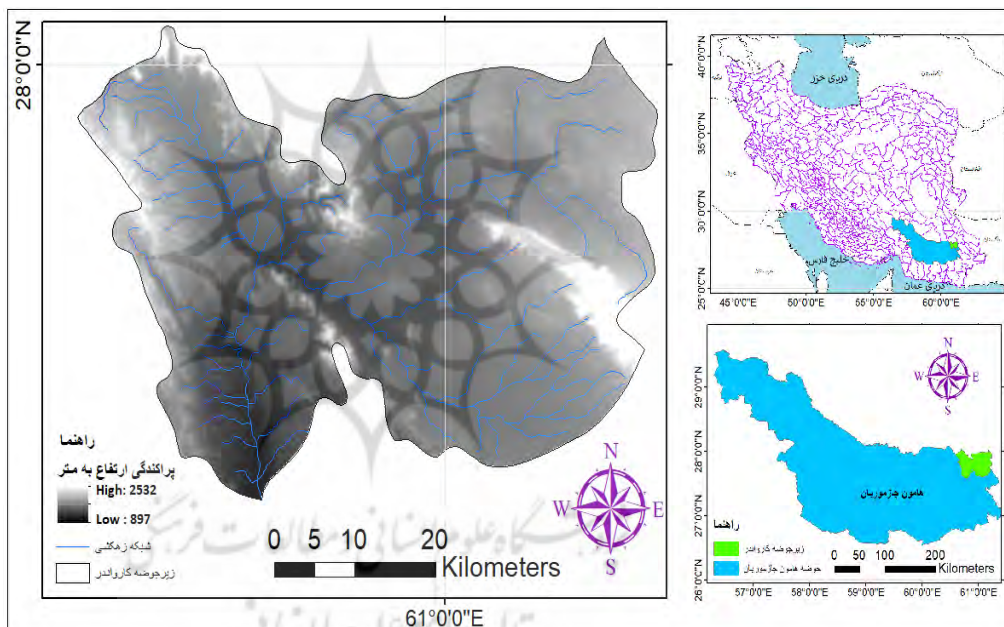 28°0'0"N
راهنما
پراکندگی ارتفاع به متر
High: 2532
Low : 897
شبکه زهکشی
زیرحوضه کارواندر
N
W E
S
0 5 10 20
Kilometers
61°0'0"E
40°0'0"N
35°0'0"N
30°0'0"N
25°0'0"N
دریای خزر
خلیج فارس
دریای عمان
45°0'0"N 50°0'0"N 55°0'0"N 60°0'0"N
N
W E
S
29°0'0"N
28°0'0"N
27°0'0"N
26°0'0"N
هامون جازموریان
راهنما
زیرحوضه کارواندر
حوضه هامون جازموریان
0 50 100 200
Kilometers
57°0'0"E 58°0'0"E 59°0'0"E 60°0'0"E 61°0'0"E